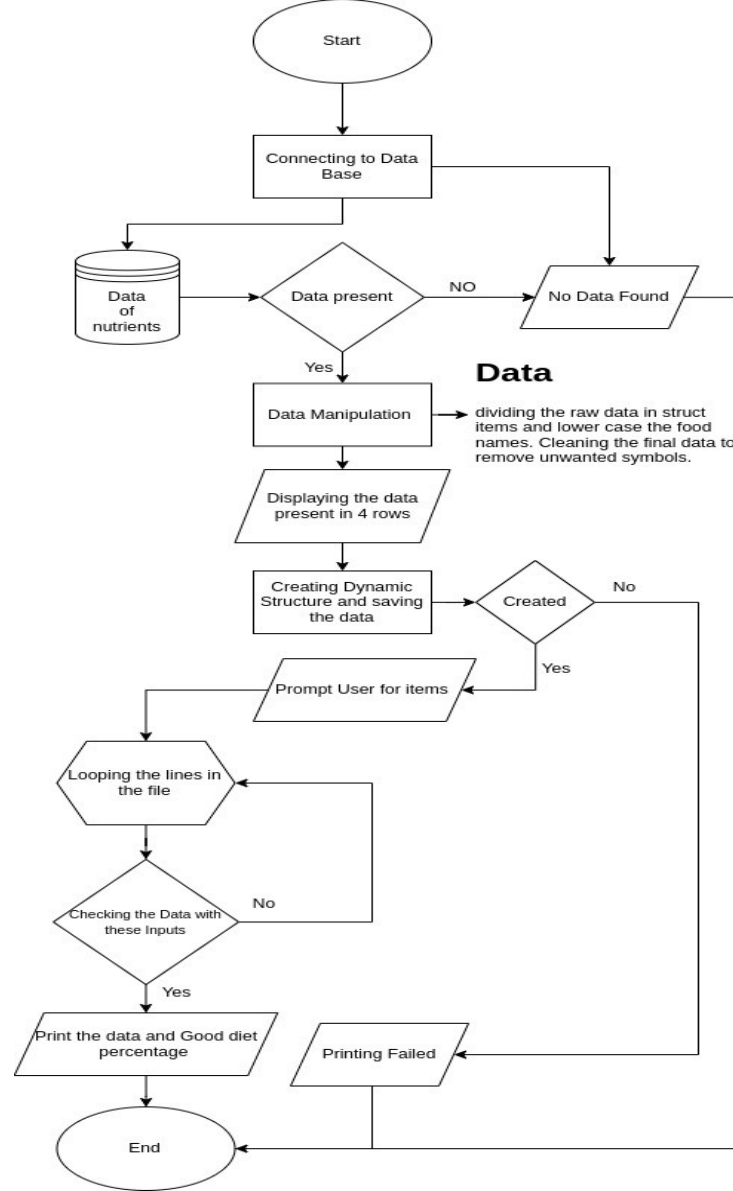 Start
Connecting to Data
Base
Data
of
nutrients
Data present
NO
No Data Found
Yes
Data
Data Manipulation
dividing the raw data in struct
items and lower case the food
names. Cleaning the final data to
remove unwanted symbols.
Displaying the data
present in 4 rows
Creating Dynamic
Structure and saving
the data
Created
No
Yes
Prompt User for items
Looping the lines in
the file
Checking the Data with
these Inputs
No
Yes
Print the data and Good diet
percentage
Printing Failed
End